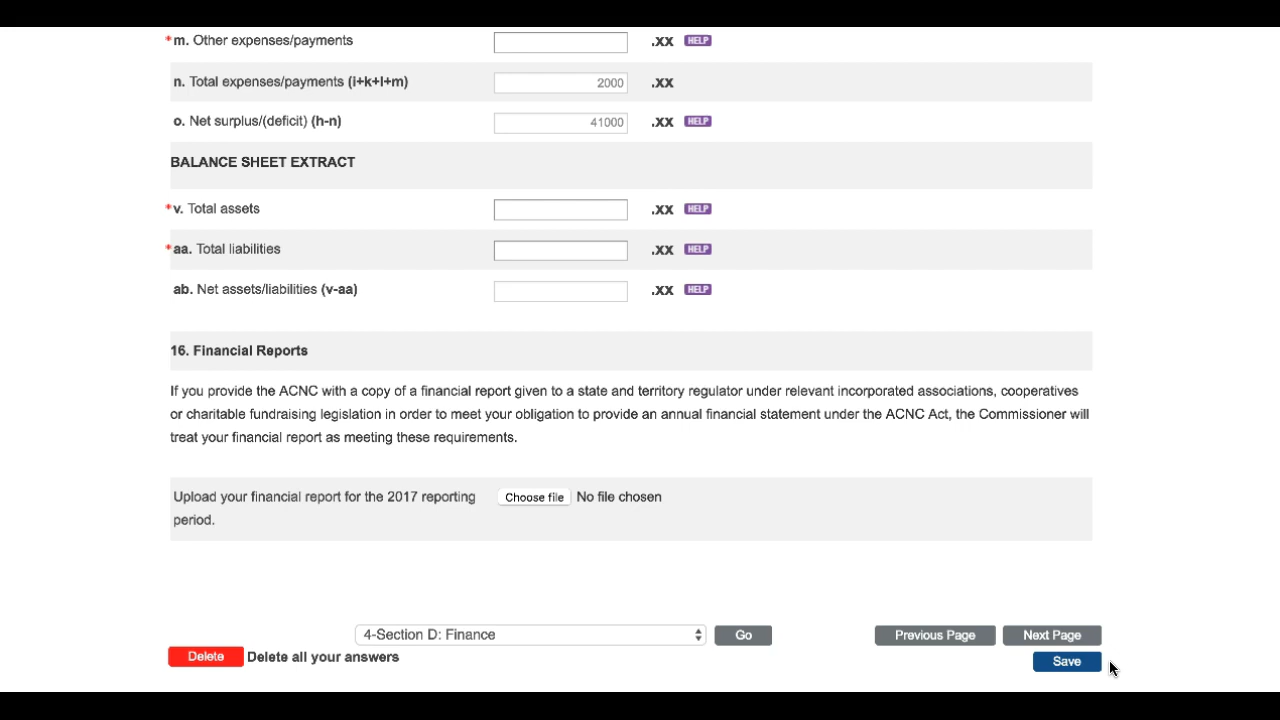 *m. Other expenses/payments .xx HELP
n. Total expenses/payments (i+k+l+m) 2000 .xx
o. Net surplus/(deficit) (h-n) 41000 .xx HELP
BALANCE SHEET EXTRACT
*v. Total assets .xx HELP
*aa. Total liabilities .xx HELP
ab. Net assets/liabilities (v-aa) .xx HELP
16. Financial Reports
If you provide the ACNC with a copy of a financial report given to a state and territory regulator under relevant incorporated associations, cooperatives
or charitable fundraising legislation in order to meet your obligation to provide an annual financial statement under the ACNC Act, the Commissioner will
treat your financial report as meeting these requirements.
Upload your financial report for the 2017 reporting Choose file No file chosen
period.
4-Section D: Finance Go Previous Page Next Page
Delete Delete all your answers Save